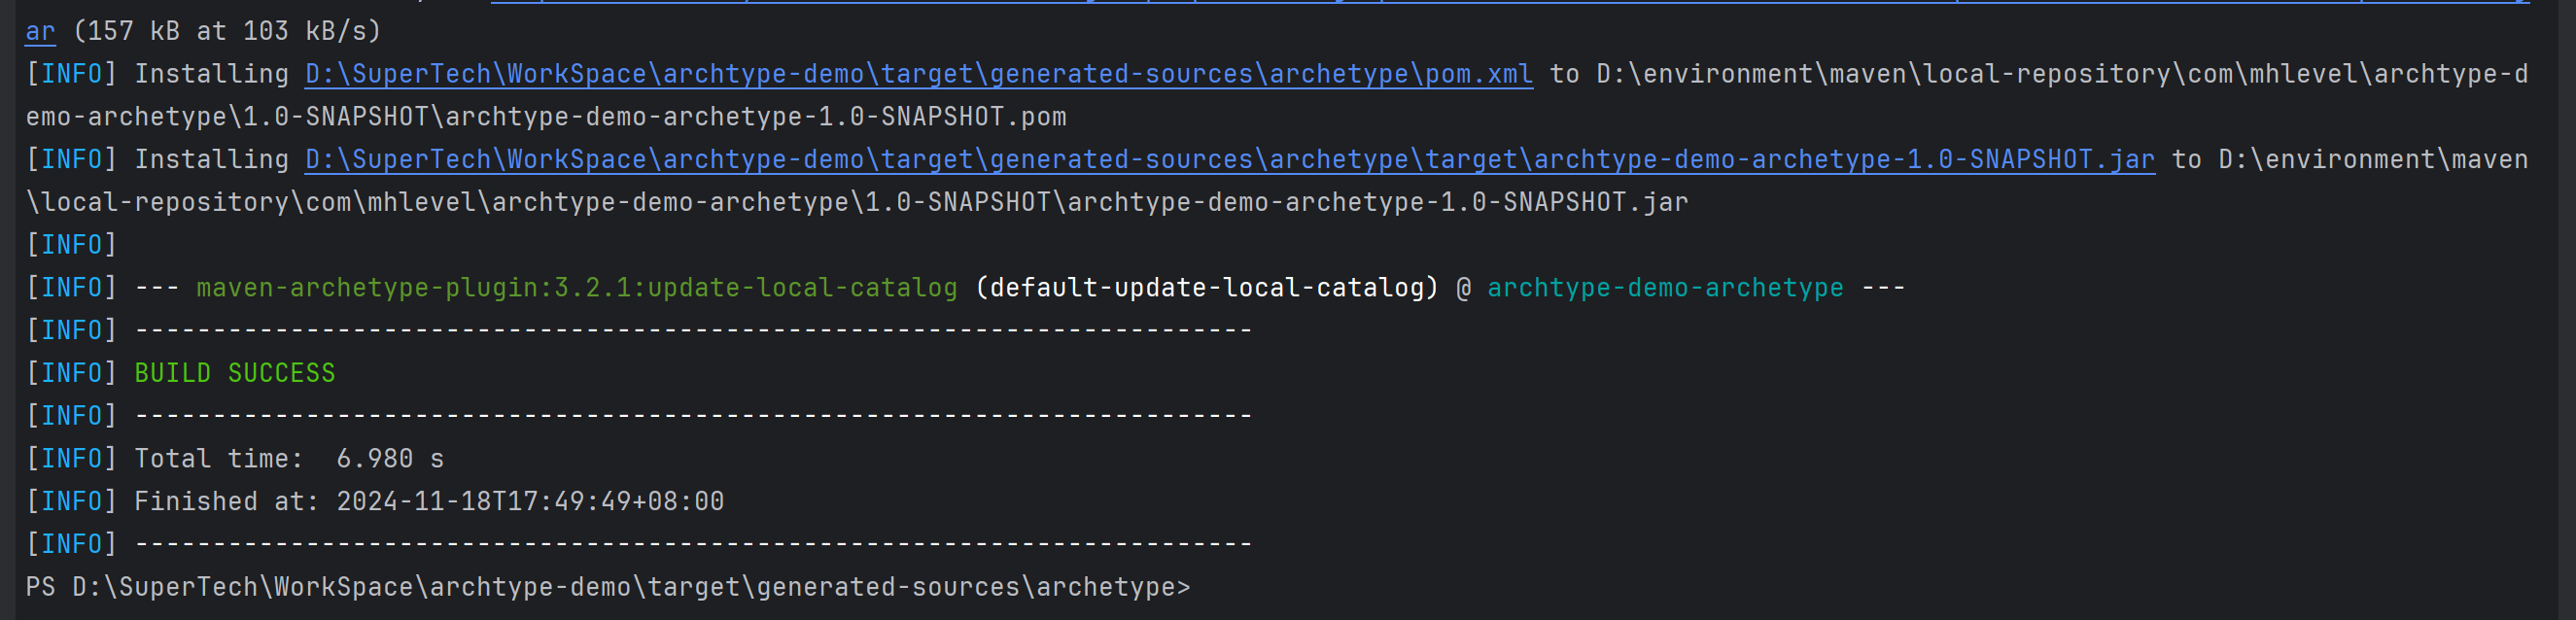 ar (157 kB at 103 kB/s)
[INFO] Installing D:\SuperTech\WorkSpace\archtype-demo\target\generated-sources\archetype\pom.xml to D:\environment\maven\local-repository\com\mhlevel\archtype-d
emo-archetype\1.0-SNAPSHOT\archtype-demo-archetype-1.0-SNAPSHOT.pom
[INFO] Installing D:\SuperTech\WorkSpace\archtype-demo\target\generated-sources\archetype\target\archtype-demo-archetype-1.0-SNAPSHOT.jar to D:\environment\maven
\local-repository\com\mhlevel\archtype-demo-archetype\1.0-SNAPSHOT\archtype-demo-archetype-1.0-SNAPSHOT.jar
[INFO]
[INFO] --- maven-archetype-plugin:3.2.1:update-local-catalog (default-update-local-catalog) @ archtype-demo-archetype ---
[INFO] ------------------------------------------------------------------------
[INFO] BUILD SUCCESS
[INFO] ------------------------------------------------------------------------
[INFO] Total time:  6.980 s
[INFO] Finished at: 2024-11-18T17:49:49+08:00
[INFO] ------------------------------------------------------------------------
PS D:\SuperTech\WorkSpace\archtype-demo\target\generated-sources\archetype>